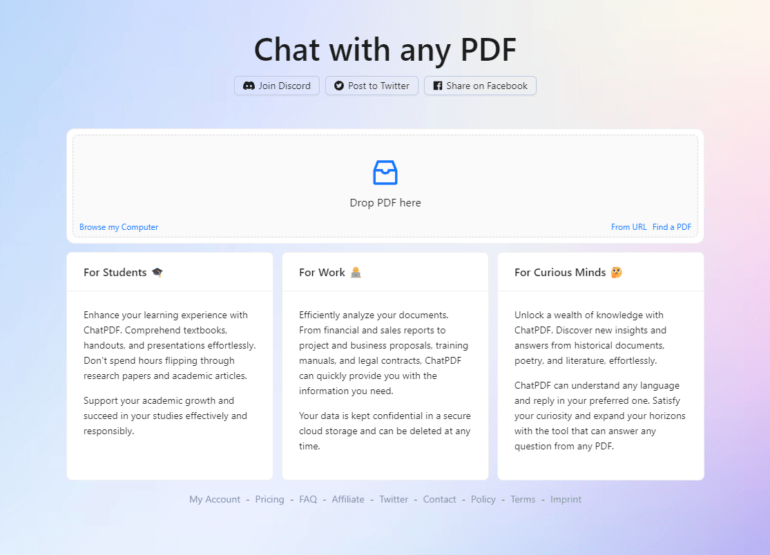 Chat with any PDF
Join Discord Post to Twitter Share on Facebook
Drop PDF here
Browse my Computer From URL Find a PDF
For Students
Enhance your learning experience with
ChatPDF. Comprehend textbooks,
handouts, and presentations effortlessly.
Don't spend hours flipping through
research papers and academic articles.
Support your academic growth and
succeed in your studies effectively and
responsibly.
For Work
Efficiently analyze your documents.
From financial and sales reports to
project and business proposals, training
manuals, and legal contracts, ChatPDF
can quickly provide you with the
information you need.
Your data is kept confidential in a secure
cloud storage and can be deleted at any
time.
For Curious Minds
Unlock a wealth of knowledge with
ChatPDF. Discover new insights and
answers from historical documents,
poetry, and literature, effortlessly.
ChatPDF can understand any language
and reply in your preferred one. Satisfy
your curiosity and expand your horizons
with the tool that can answer any
question from any PDF.
My Account - Pricing - FAQ - Affiliate - Twitter - Contact - Policy - Terms - Imprint